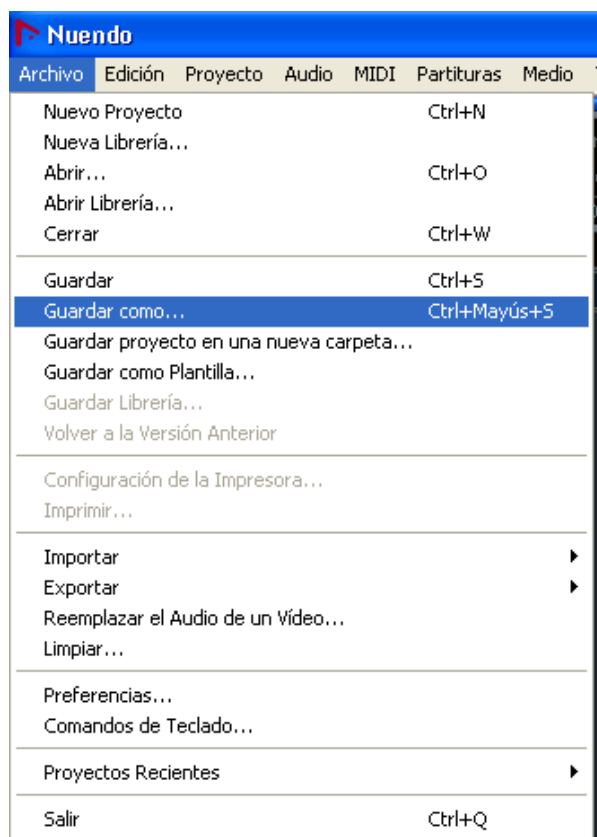 Nuendo
Archivo Edición Proyecto Audio MIDI Partituras Medio
Nuevo Proyecto Ctrl+N
Nueva Librería...
Abrir... Ctrl+O
Abrir Librería...
Cerrar Ctrl+W
Guardar Ctrl+S
Guardar como... Ctrl+Mayús+S
Guardar proyecto en una nueva carpeta...
Guardar como Plantilla...
Guardar Librería...
Volver a la Versión Anterior
Configuración de la Impresora...
Imprimir...
Importar
Exportar
Reemplazar el Audio de un Vídeo...
Limpiar...
Preferencias...
Comandos de Teclado...
Proyectos Recientes
Salir Ctrl+Q